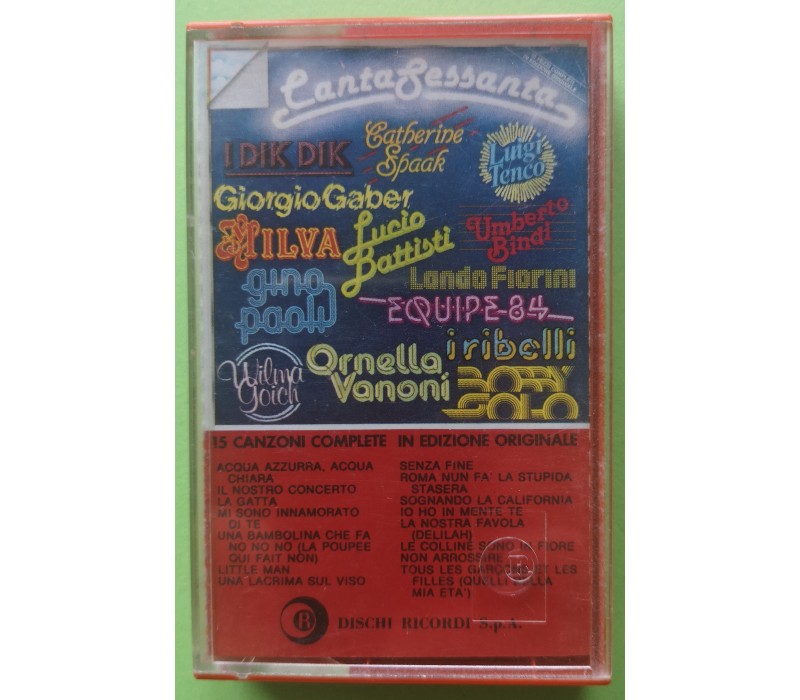 CantaSessanta
I DIK DIK
Catherine
Spaak
Luigi
Tenco
Giorgio Gaber
MILVA
Lucio
Battisti
Umberto
Bindi
gino
paoli
Lando Fiorini
EQUIPE-84
i ribelli
Wilma
Goich
Ornella
Vanoni
BOBBY
SOLO
15 CANZONI COMPLETE IN EDIZIONE ORIGINALE
ACQUA AZZURRA, ACQUA
CHIARA
IL NOSTRO CONCERTO
LA GATTA
MI SONO INNAMORATO
DI TE
UNA BAMBOLINA CHE FA
NO NO NO (LA POUPEE
QUI FAIT NON)
LITTLE MAN
UNA LACRIMA SUL VISO
SENZA FINE
ROMA NUN FA' LA STUPIDA
STASERA
SOGNANDO LA CALIFORNIA
IO HO IN MENTE TE
LA NOSTRA FAVOLA
(DELILAH)
LE COLLINE SONO IN FIORE
NON ARROSSIRE
TOUS LES GARÇONS ET LES
FILLES (QUELLI DELLA
MIA ETA')
R DISCHI RICORDI S.p.A.